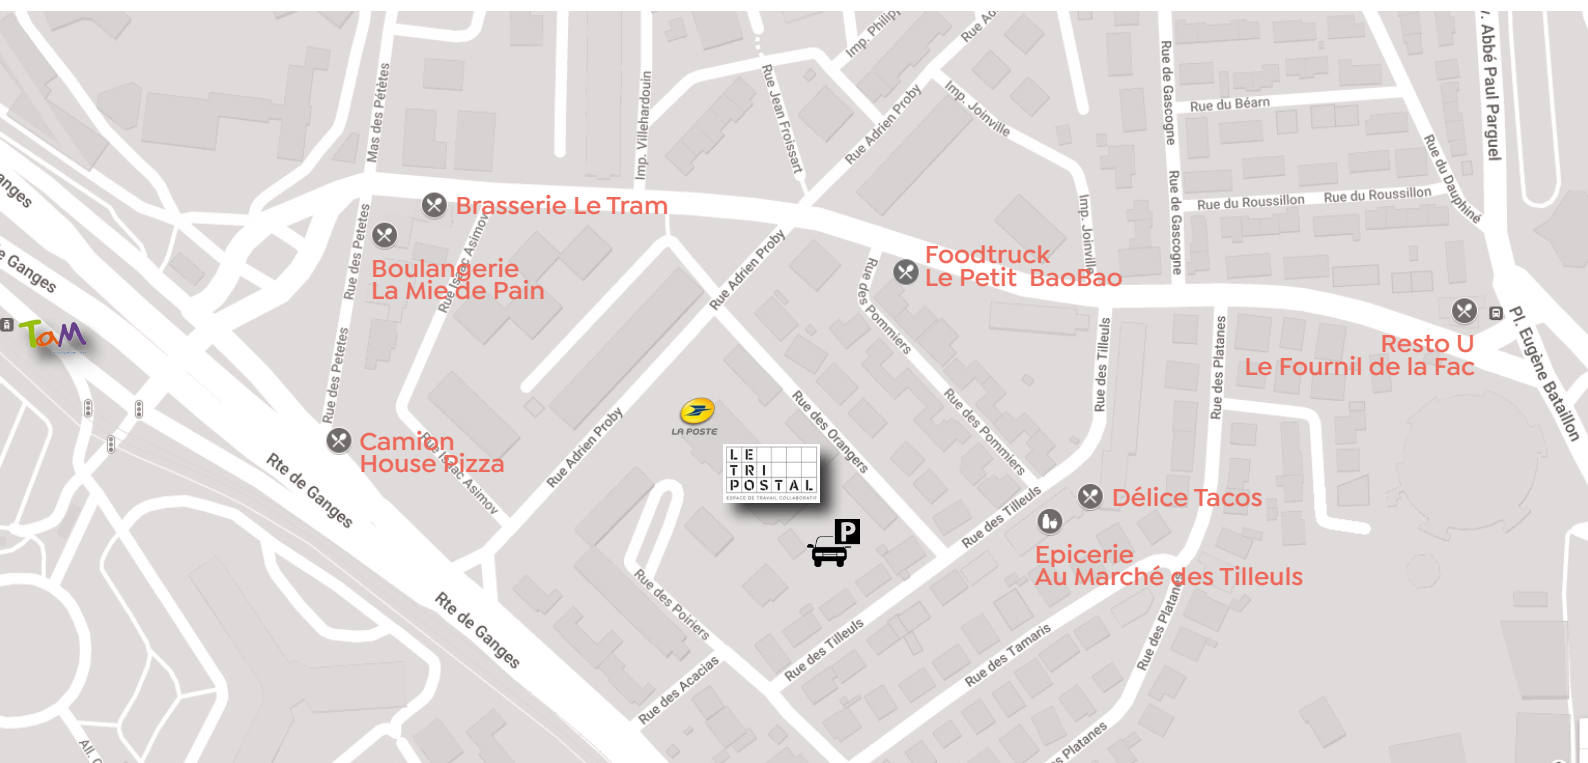 Imp. Philip
Rue Ad
Rue de Gascogne
v. Abbé Paul Parguel
Mas des Pétètes
Imp. Villehardouin
Rue Jean Froissart
Rue Adrien Proby
Imp. Joinville
Rue du Béarn
Rue du Dauphiné
anges
Brasserie Le Tram
Rue des Petetes
Rue Isaac Asimov
Rue Adrien Proby
Imp. Joinville
Rue de Gascogne
Rue du Roussillon
Rue du Roussillon
e Ganges
Boulangerie
La Mie de Pain
Foodtruck
Le Petit BaoBao
Rue des Pommiers
TaM
Rue des Petetes
Rue des Tilleuls
Rue des Platanes
Resto U
Le Fournil de la Fac
Pl. Eugène Bataillon
LA POSTE
Rue Adrien Proby
Rue des Orangers
Rue des Pommiers
Camion
House Pizza
Rue Isaac Asimov
Rte de Ganges
LE
TRI
POSTAL
ESPACE DE TRAVAIL COLLABORATIF
P
Rue des Tilleuls
Délice Tacos
Epicerie
Au Marché des Tilleuls
Rte de Ganges
Rue des Poiriers
Rue des Acacias
Rue des Tilleuls
Rue des Tamaris
Rue des Platanes
s Platanes
All. C